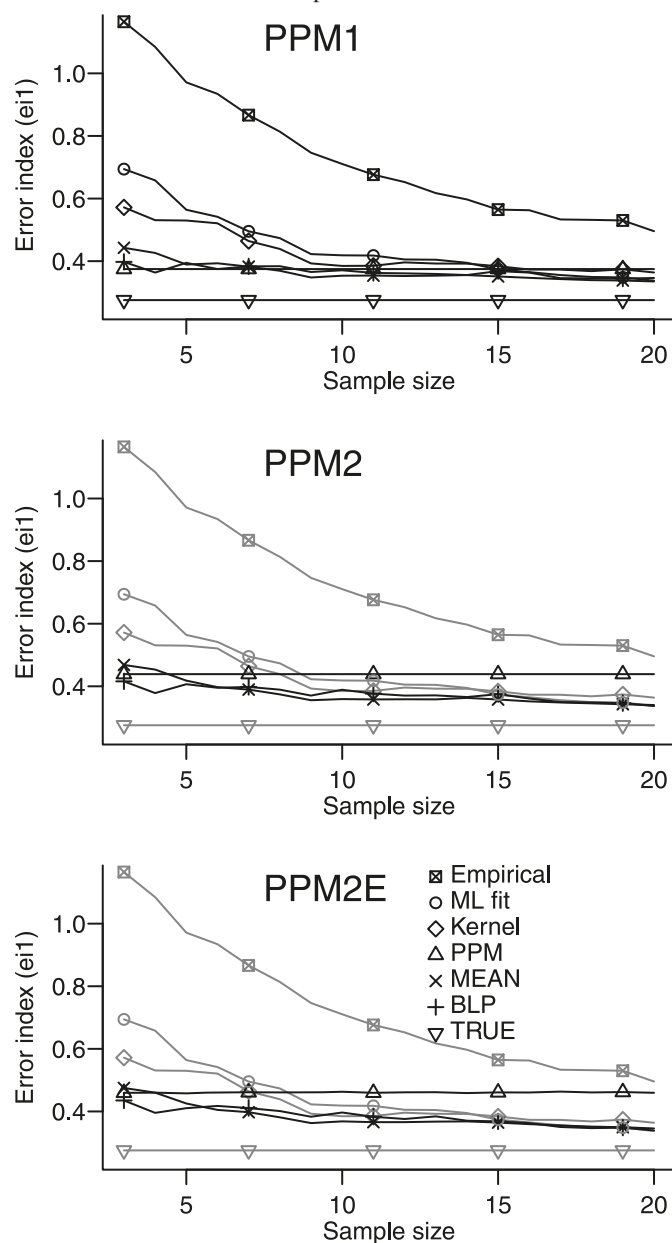 PPM1
Error index (ei1)
1.0
0.8
0.6
0.4
5 10 15 20
Sample size
PPM2
Error index (ei1)
1.0
0.8
0.6
0.4
5 10 15 20
Sample size
PPM2E
Empirical
ML fit
Kernel
PPM
MEAN
BLP
TRUE
Error index (ei1)
1.0
0.8
0.6
0.4
5 10 15 20
Sample size